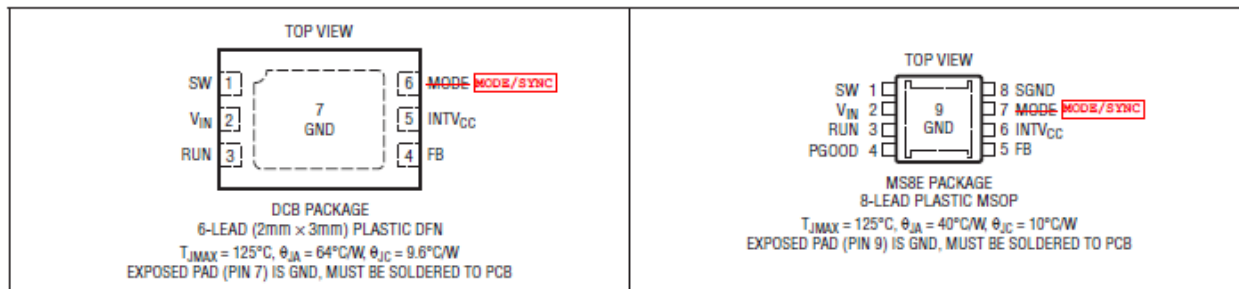 TOP VIEW
SW 1
VIN 2
RUN 3
7
GND
6 MODE MODE/SYNC
5 INTVCC
4 FB
DCB PACKAGE
6-LEAD (2mm × 3mm) PLASTIC DFN
TJMAX = 125°C, θJA = 64°C/W, θJC = 9.6°C/W
EXPOSED PAD (PIN 7) IS GND, MUST BE SOLDERED TO PCB
TOP VIEW
SW 1
VIN 2
RUN 3
PGOOD 4
9
GND
8 SGND
7 MODE MODE/SYNC
6 INTVCC
5 FB
MS8E PACKAGE
8-LEAD PLASTIC MSOP
TJMAX = 125°C, θJA = 40°C/W, θJC = 10°C/W
EXPOSED PAD (PIN 9) IS GND, MUST BE SOLDERED TO PCB